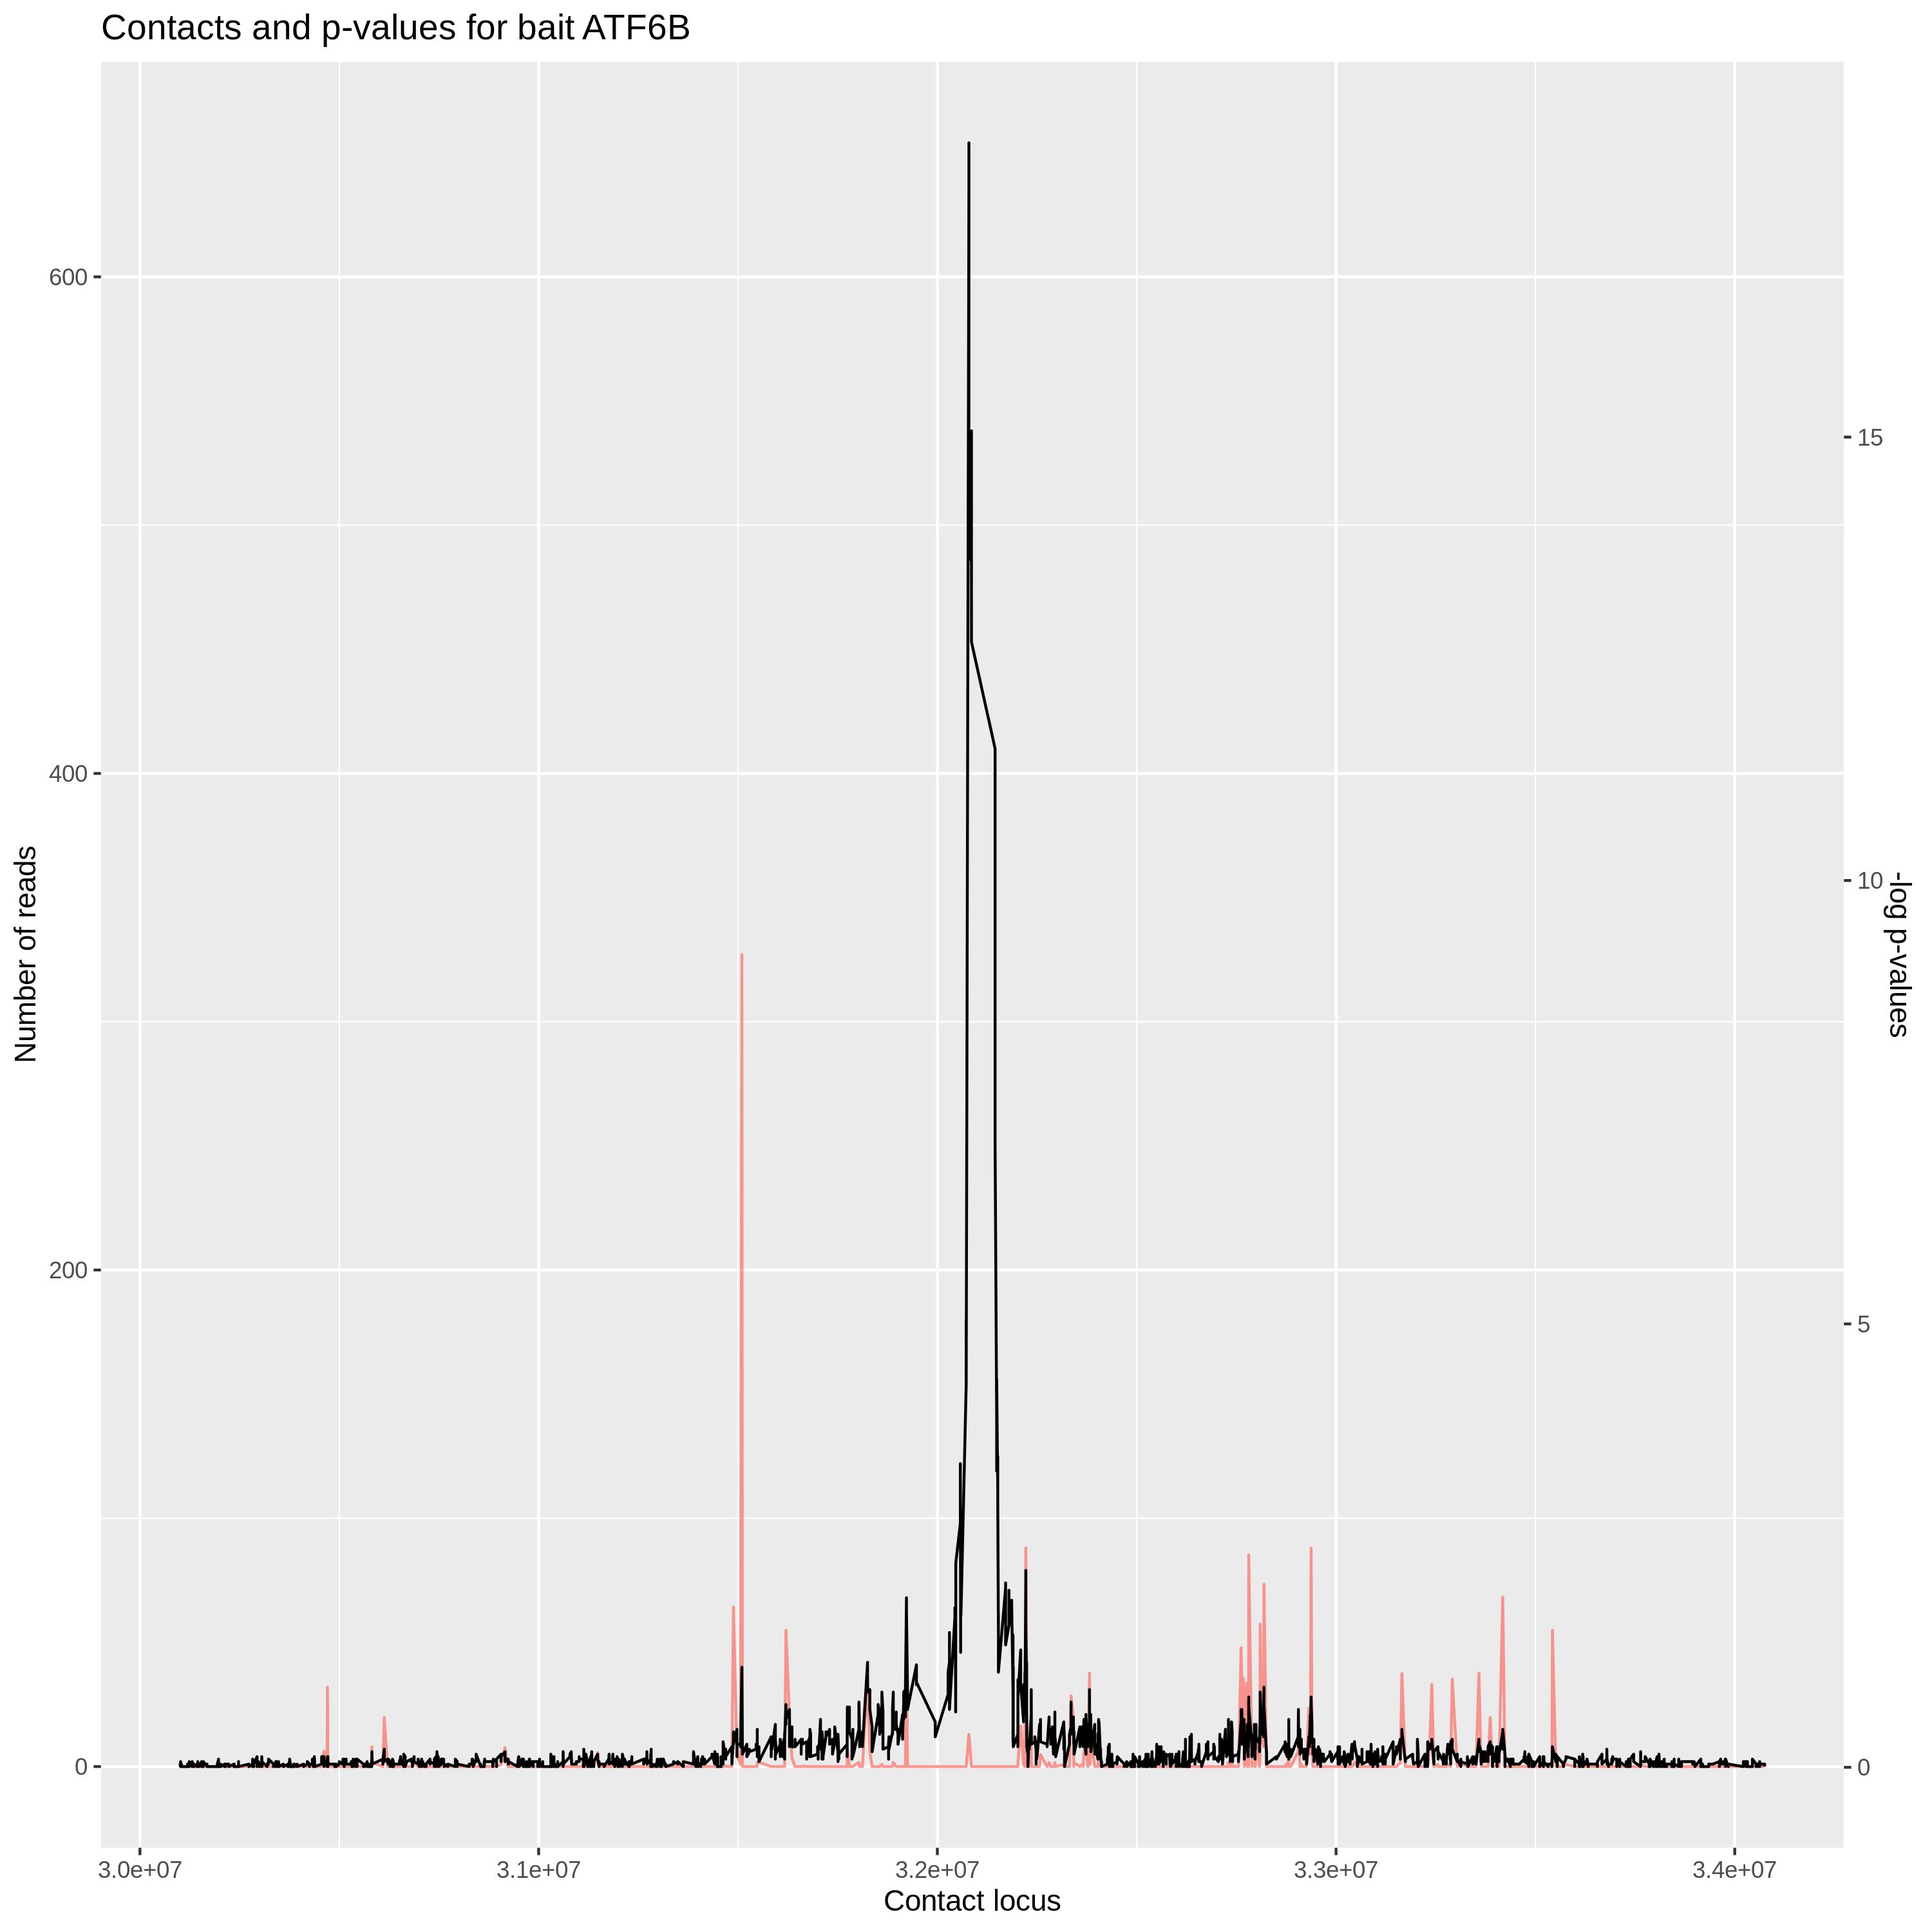 Contacts and p-values for bait ATF6B
600
400
200
0
Number of reads
15
10
5
0
-log p-values
3.0e+07
3.1e+07
3.2e+07
3.3e+07
3.4e+07
Contact locus